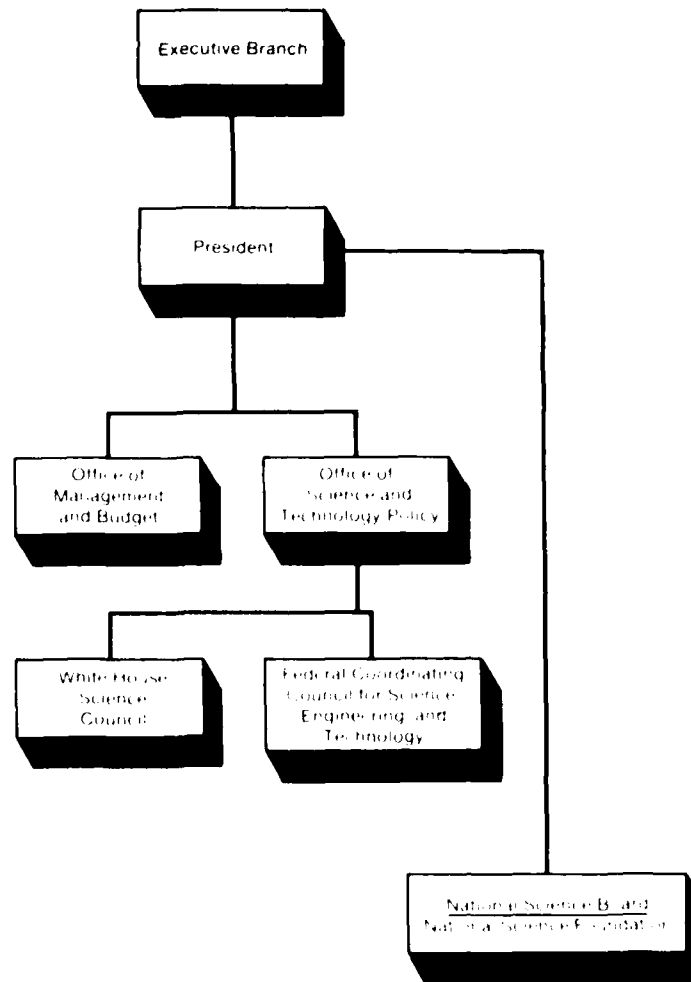 Executive Branch
President
Office of
Management
and Budget
Office of
Science and
Technology Policy
White House
Science
Council
Federal Coordinating
Council for Science
Engineering and
Technology
National Science Board
National Science Foundation